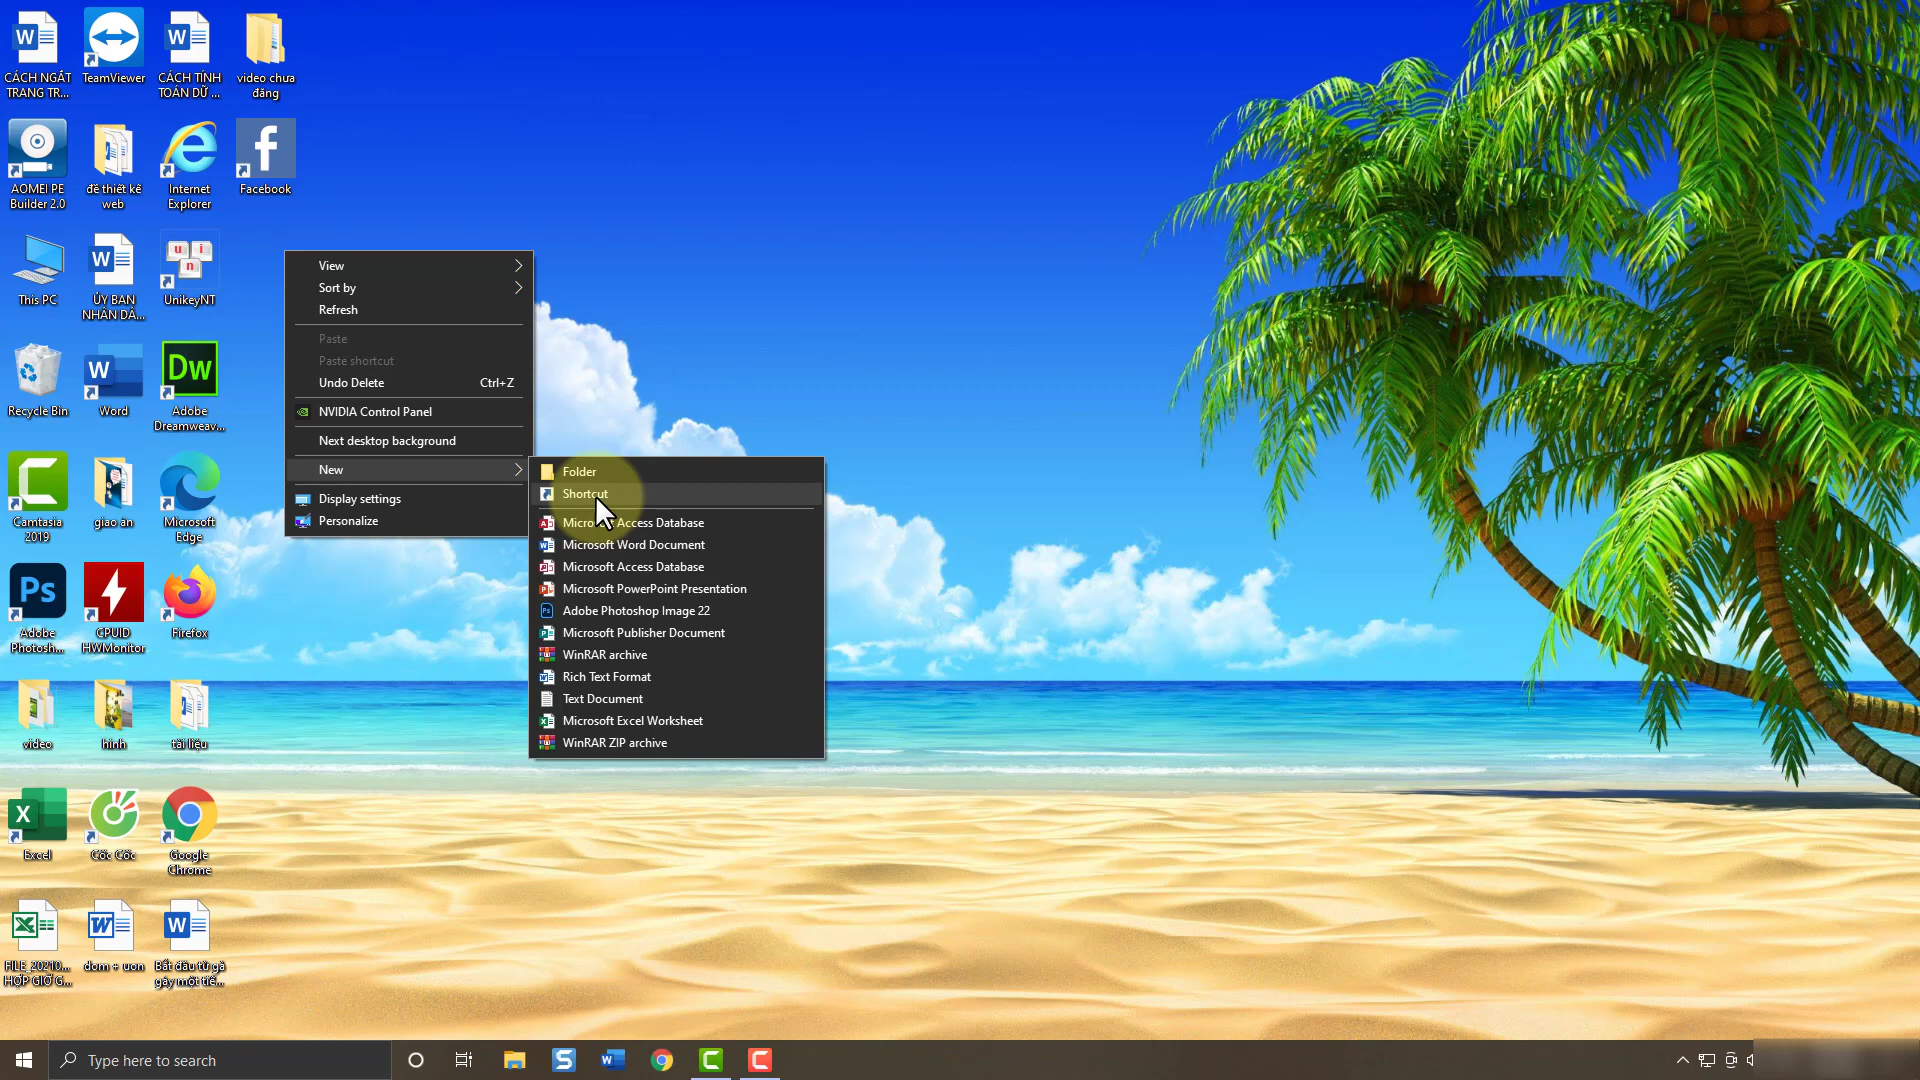 CÁCH NGẮT
TRANG TR...
TeamViewer
CÁCH TÍNH
TOÁN DỮ ...
video chưa
đăng
AOMEI PE
Builder 2.0
đề thiết kế
web
Internet
Explorer
Facebook
This PC
ỦY BAN
NHÂN DÂ...
UnikeyNT
Recycle Bin
Word
Adobe
Dreamweav...
Camtasia
2019
giao án
Microsoft
Edge
Adobe
Photosh...
CPUID
HWMonitor
Firefox
video
hình
tài liệu
Excel
Cốc Cốc
Google
Chrome
FILE_20210...
HỢP GIỜ G...
dom + uon
Bắt đầu từ gà
gáy một tiế...
View
Sort by
Refresh
Paste
Paste shortcut
Undo Delete Ctrl+Z
NVIDIA Control Panel
Next desktop background
New
Display settings
Personalize
Folder
Shortcut
Microsoft Access Database
Microsoft Word Document
Microsoft Access Database
Microsoft PowerPoint Presentation
Adobe Photoshop Image 22
Microsoft Publisher Document
WinRAR archive
Rich Text Format
Text Document
Microsoft Excel Worksheet
WinRAR ZIP archive
Type here to search